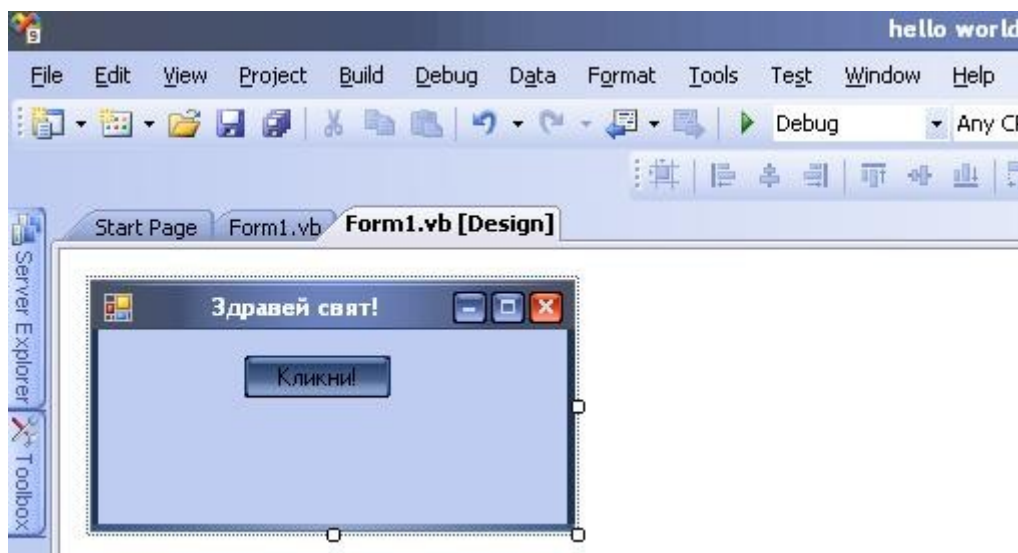 9
hello world
File Edit View Project Build Debug Data Format Tools Test Window Help
Debug Any
Start Page Form1.vb Form1.vb [Design]
Server Explorer
Toolbox
Здравей свят!
Кликни!